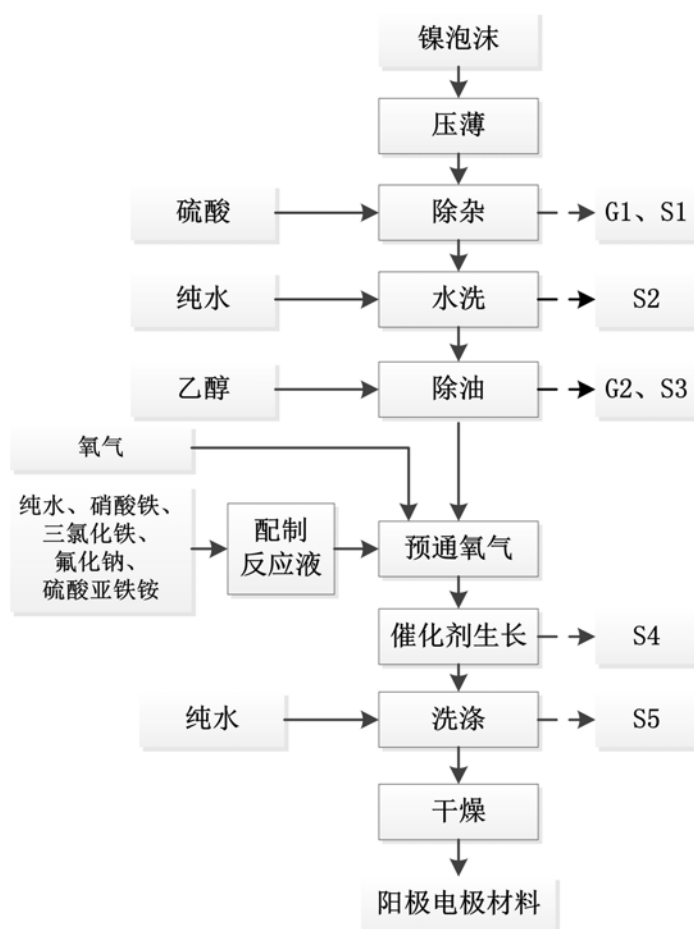 镍泡沫
压薄
硫酸
除杂
G1、S1
纯水
水洗
S2
乙醇
除油
G2、S3
氧气
纯水、硝酸铁、
三氯化铁、
氟化钠、
硫酸亚铁铵
配制
反应液
预通氧气
催化剂生长
S4
纯水
洗涤
S5
干燥
阳极电极材料